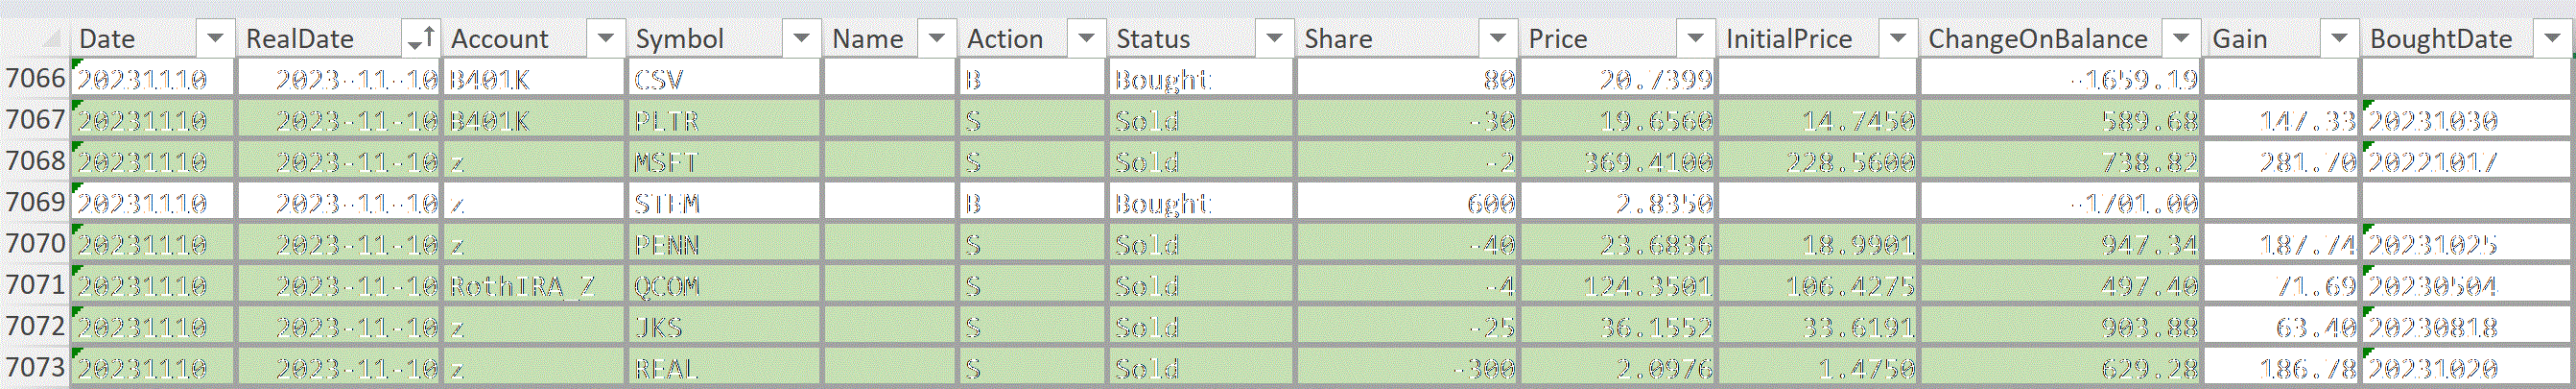 Date RealDate Account Symbol Name Action Status Share Price InitialPrice ChangeOnBalance Gain BoughtDate
7066 20231110 2023-11-10 B401K CSV B Bought 80 20.7399 -1659.19
7067 20231110 2023-11-10 B401K PLTR S Sold -30 19.6560 14.7450 589.68 147.33 20231030
7068 20231110 2023-11-10 z MSFT S Sold -2 369.4100 228.5600 738.82 281.70 20221017
7069 20231110 2023-11-10 z STEM B Bought 600 2.8350 -1701.00
7070 20231110 2023-11-10 z PENN S Sold -40 23.6836 18.9901 947.34 187.74 20231025
7071 20231110 2023-11-10 RothIRA_Z QCOM S Sold -4 124.3501 106.4275 497.40 71.69 20230504
7072 20231110 2023-11-10 z JKS S Sold -25 36.1552 33.6191 903.88 63.40 20230818
7073 20231110 2023-11-10 z REAL S Sold -300 2.0976 1.4750 629.28 186.78 20231020